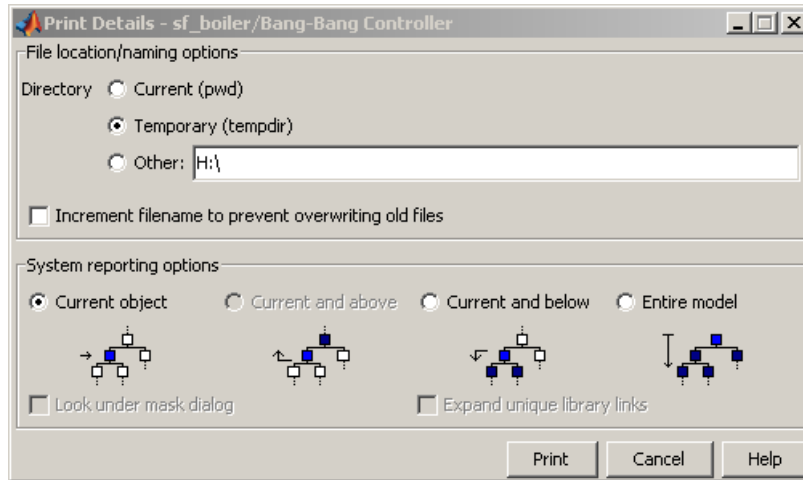 Print Details - sf_boiler/Bang-Bang Controller
File location/naming options
Directory Current (pwd)
Temporary (tempdir)
Other: H:\
Increment filename to prevent overwriting old files
System reporting options
Current object Current and above Current and below Entire model
Look under mask dialog Expand unique library links
Print Cancel Help